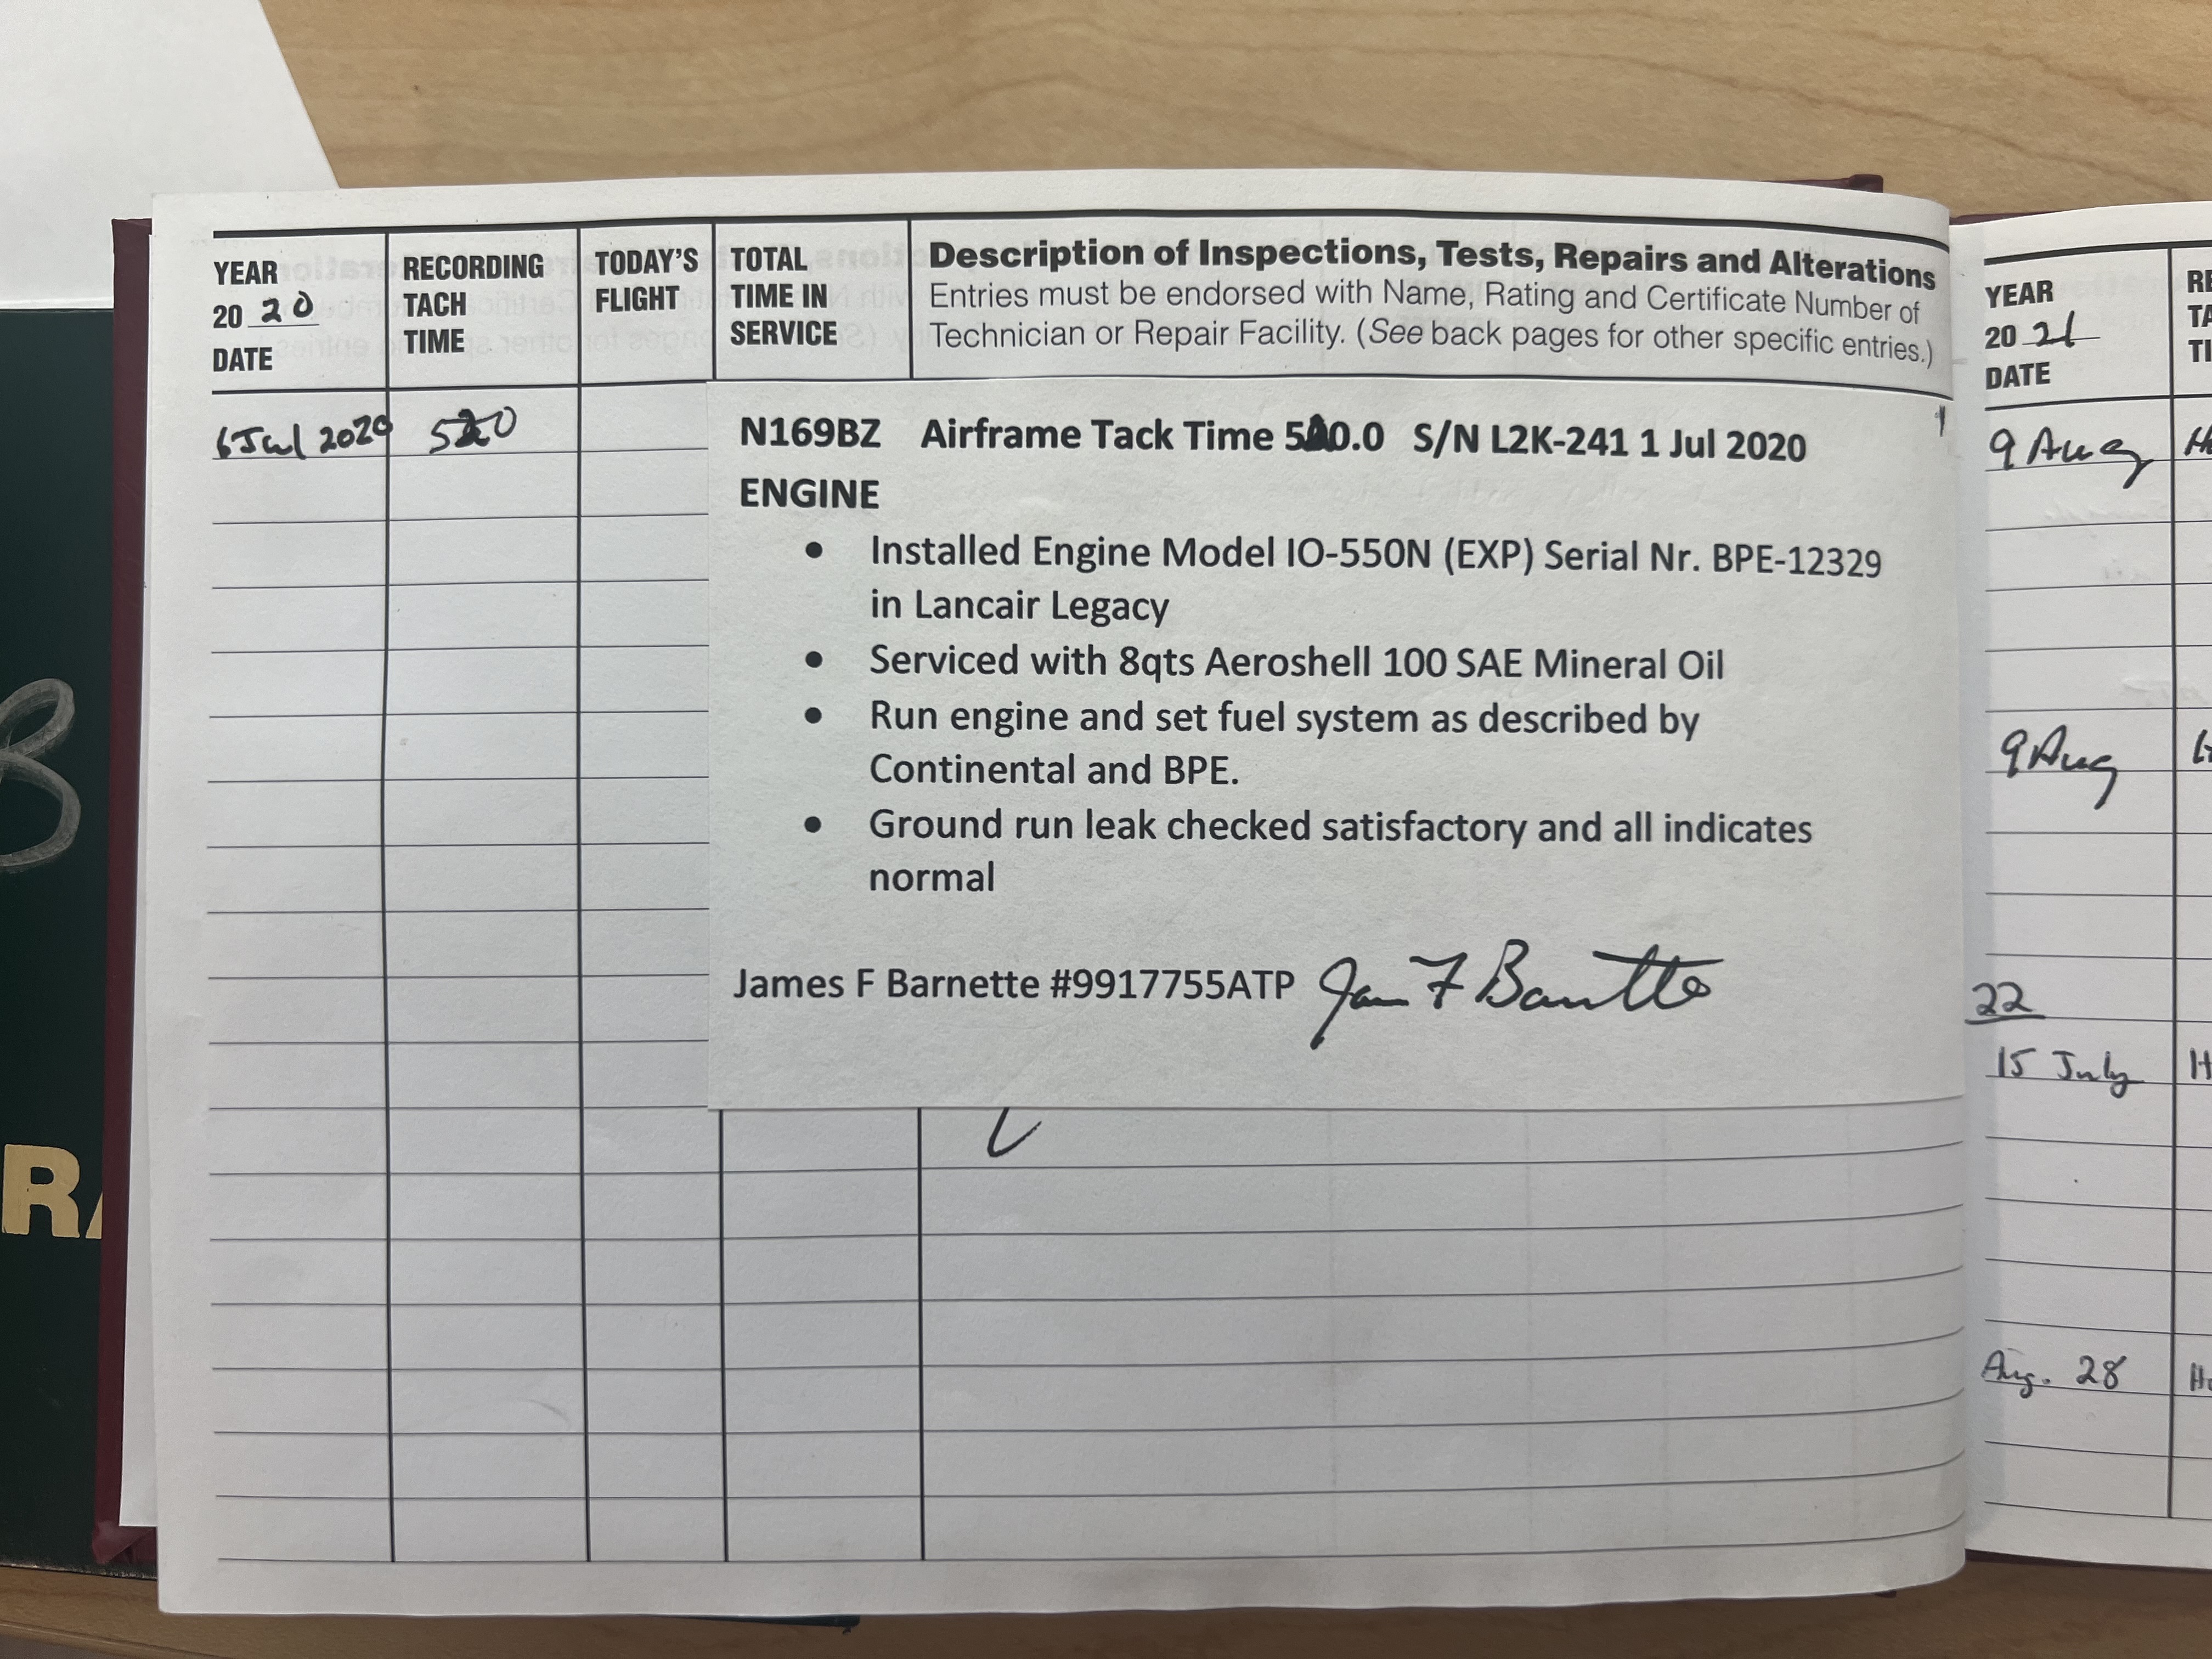 YEAR
20 20
DATE
RECORDING
TACH
TIME
TODAY'S
FLIGHT
TOTAL
TIME IN
SERVICE
Description of Inspections, Tests, Repairs and Alterations
Entries must be endorsed with Name, Rating and Certificate Number of
Technician or Repair Facility. (See back pages for other specific entries.)
6 Jul 2020 520
N169BZ Airframe Tack Time 520.0 S/N L2K-241 1 Jul 2020
ENGINE
• Installed Engine Model IO-550N (EXP) Serial Nr. BPE-12329
in Lancair Legacy
• Serviced with 8qts Aeroshell 100 SAE Mineral Oil
• Run engine and set fuel system as described by
Continental and BPE.
• Ground run leak checked satisfactory and all indicates
normal
James F Barnette #9917755ATP
YEAR
20 21
DATE
9 Aug
9 Aug
22
15 July
Aug. 28